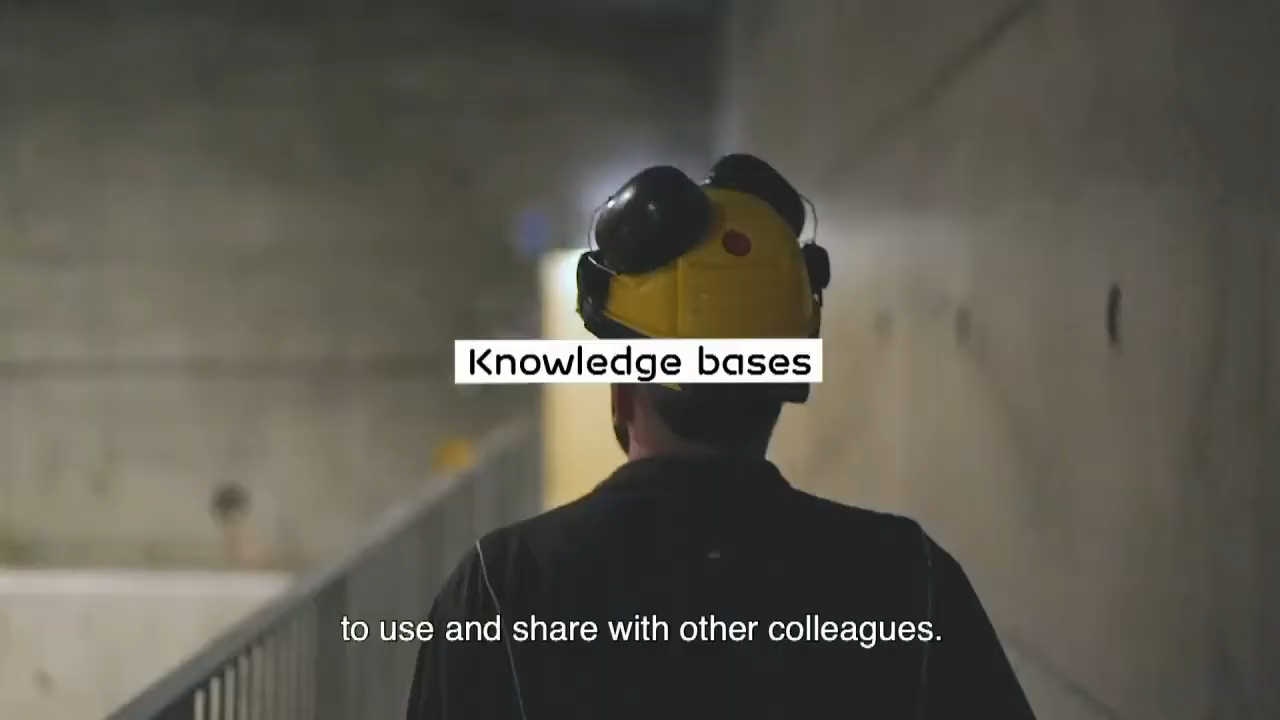 Knowledge bases
to use and share with other colleagues.